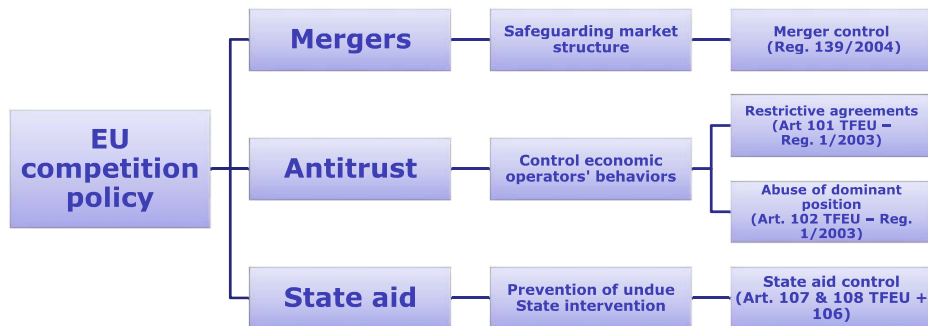 EU
competition
policy
Mergers
Safeguarding market
structure
Merger control
(Reg. 139/2004)
Antitrust
Control economic
operators' behaviors
Restrictive agreements
(Art 101 TFEU –
Reg. 1/2003)
Abuse of dominant
position
(Art. 102 TFEU – Reg.
1/2003)
State aid
Prevention of undue
State intervention
State aid control
(Art. 107 & 108 TFEU +
106)